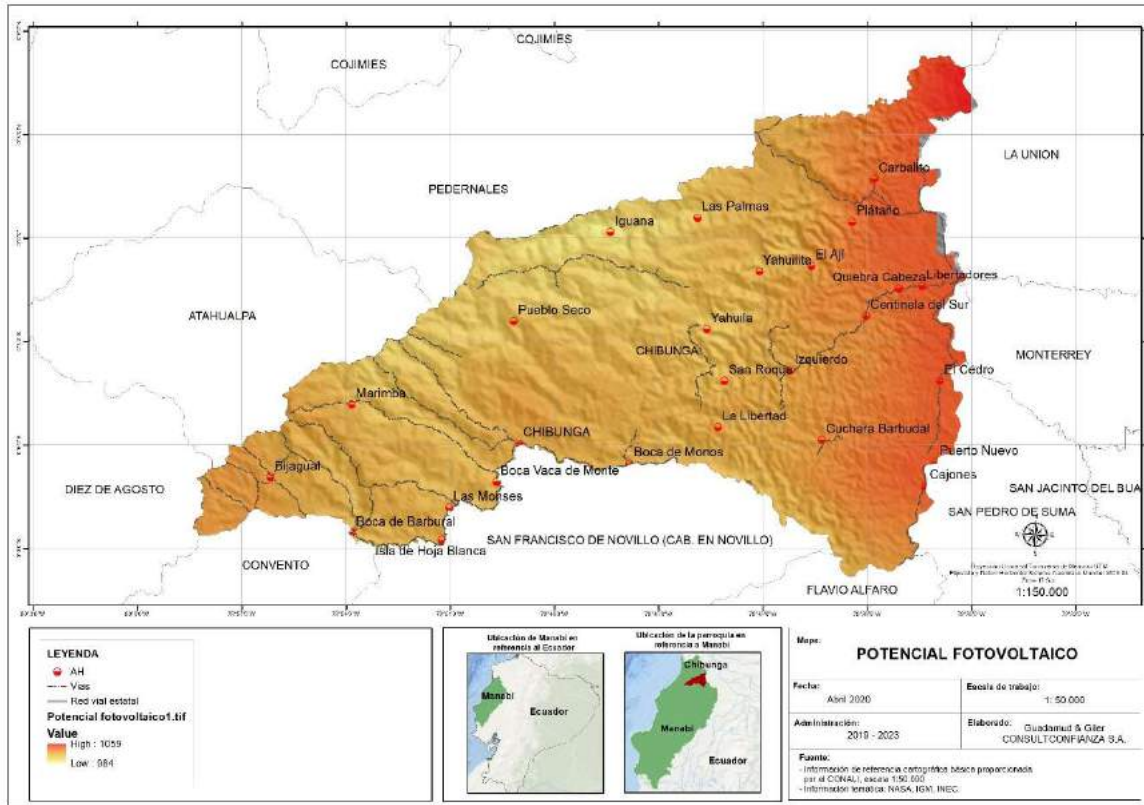 COJIMIES
COJIMIES
LA UNION
Carbalito
PEDERNALES
Las Palmas
Plátano
Iguana
Yahuilite
El Ají
Quiebra Cabeza
Libertadores
Centinela del Sur
Pueblo Seco
ATAHUALPA
Yahuila
CHIBUNGA
MONTERREY
Izquierdo
San Roque
El Cedro
Marimba
La Libertad
CHIBUNGA
Cuchara Barbudal
Boca de Monos
Puerto Nuevo
Boca Vaca de Monte
Bijagual
Cajones
DIEZ DE AGOSTO
SAN JACINTO DEL BUA
Las Monses
SAN PEDRO DE SUMA
Boca de Barbural
SAN FRANCISCO DE NOVILLO (CAB. EN NOVILLO)
Isla de Hoja Blanca
CONVENTO
FLAVIO ALFARO
1:150.000
LEYENDA
AH
Vias
Red vial estatal
Potencial fotovoltaico1.tif
Value
High : 1059
Low : 984
Ubicación de Manabí en
referencia al Ecuador
Manabí
Ecuador
Ubicación de la parroquia en
referencia a Manabí
Chibunga
Manabí
Ecuador
Mapa:
POTENCIAL FOTOVOLTAICO
Fecha:
Abril 2020
Escala de trabajo:
1: 50.000
Administración:
2019 - 2023
Elaborado:
Guadamud & Giler
CONSULTCONFIANZA S.A.
Fuente:
- Información de referencia cartográfica básica proporcionada
por el CONALI, escala 1:50.000
- Información temática: NASA, IGM, INEC.